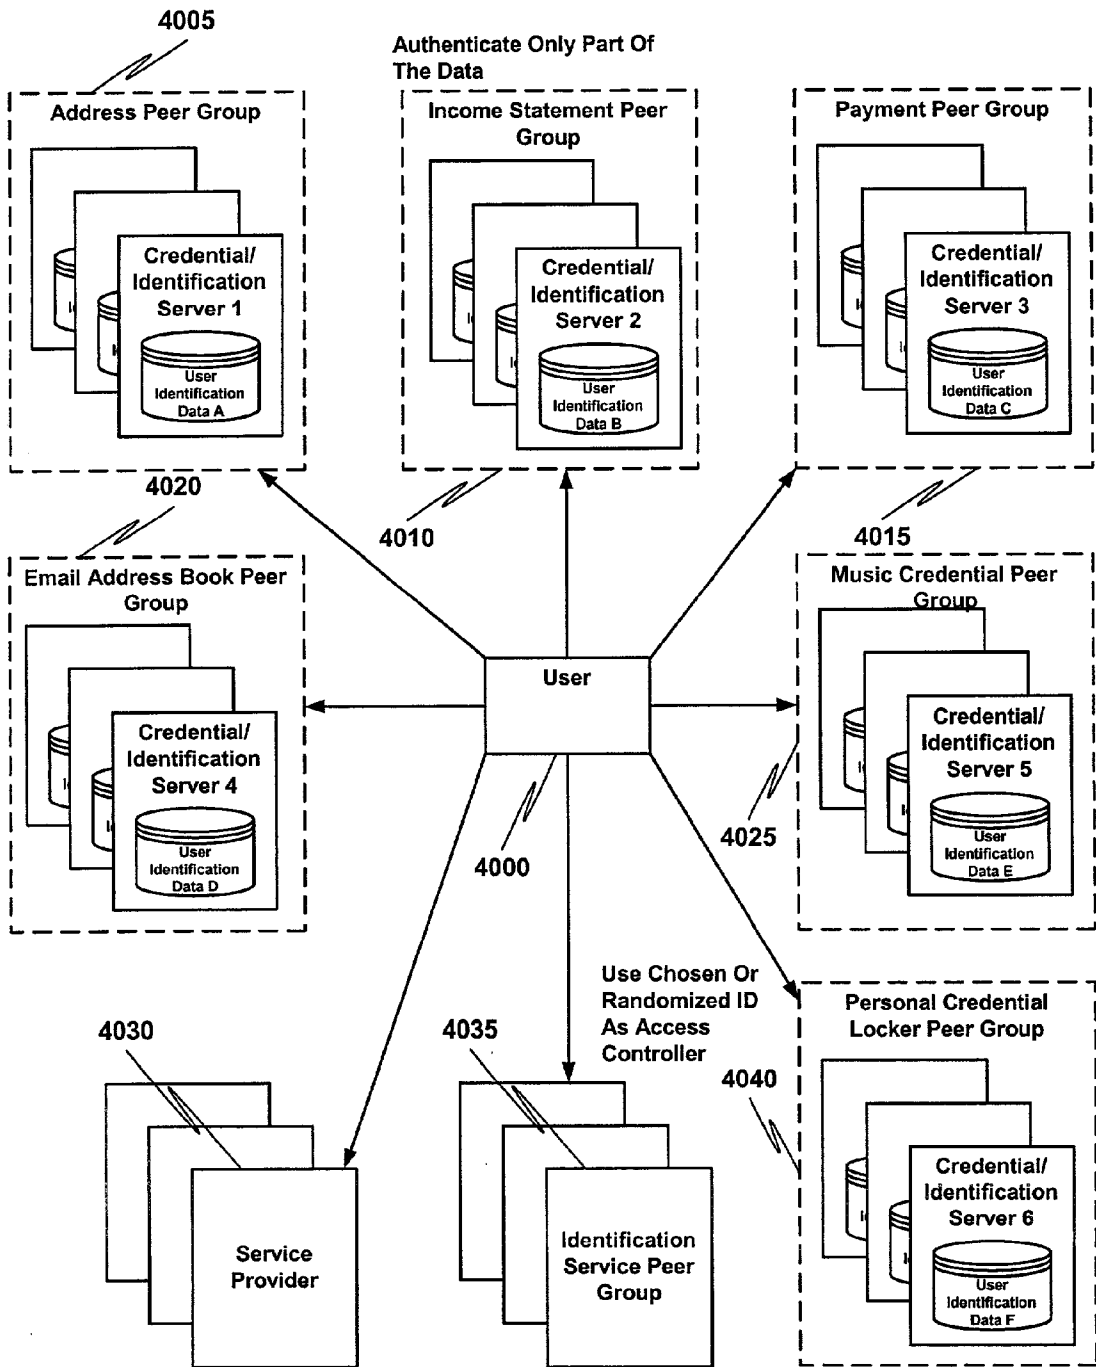 4005
Authenticate Only Part Of
The Data
Address Peer Group
Credential/
Identification
Server 1
User
Identification
Data A
Income Statement Peer
Group
Credential/
Identification
Server 2
User
Identification
Data B
Payment Peer Group
Credential/
Identification
Server 3
User
Identification
Data C
4020
4010
4015
Email Address Book Peer
Group
Credential/
Identification
Server 4
User
Identification
Data D
User
4000
Music Credential Peer
Group
Credential/
Identification
Server 5
User
Identification
Data E
4025
Use Chosen Or
Randomized ID
As Access
Controller
4030
Service
Provider
4035
Identification
Service Peer
Group
4040
Personal Credential
Locker Peer Group
Credential/
Identification
Server 6
User
Identification
Data F